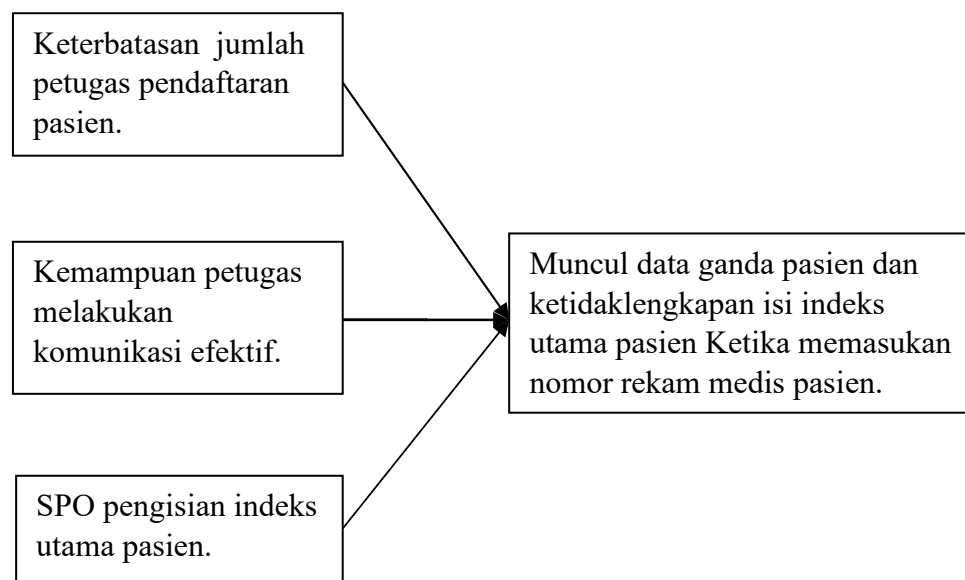 Keterbatasan jumlah
petugas pendaftaran
pasien.
Kemampuan petugas
melakukan
komunikasi efektif.
SPO pengisian indeks
utama pasien.
Muncul data ganda pasien dan
ketidaklengkapan isi indeks
utama pasien Ketika memasukan
nomor rekam medis pasien.